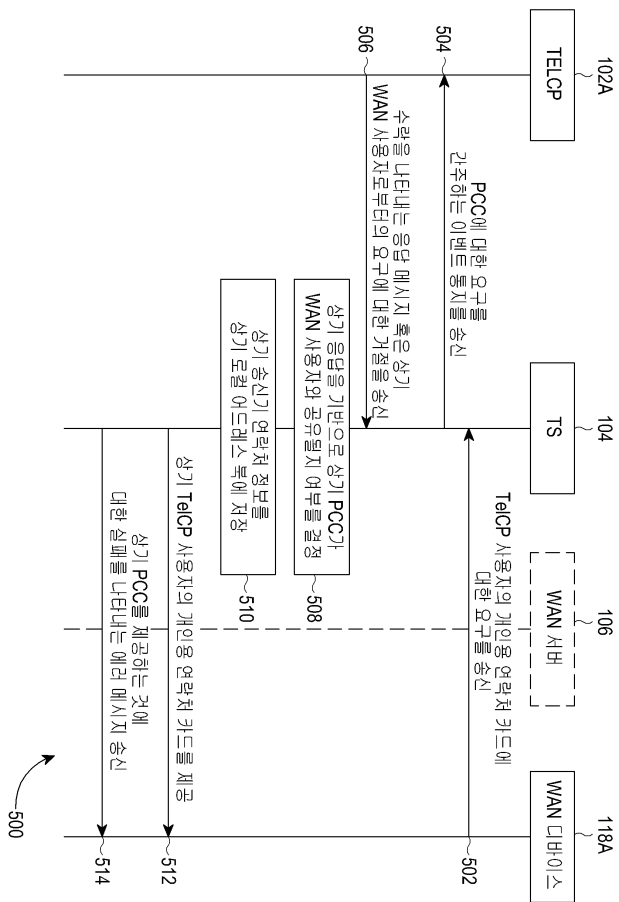 102A
104
106
118A
TELCP
TS
WAN 서버
WAN 디바이스
TelCP 사용자의 개인용 연락처 카드에
대한 요구를 송신
502
PCC에 대한 요구를
간주하는 이벤트 통지를 송신
504
수락을 나타내는 응답 메시지 혹은 상기
WAN 사용자로부터의 요구에 대한 거절을 송신
506
상기 응답을 기반으로 상기 PCC가
WAN 사용자와 공유될지 여부를 결정
508
상기 송신기 연락처 정보를
상기 로컬 어드레스 북에 저장
510
상기 TelCP 사용자의 개인용 연락처 카드를 제공
512
상기 PCC를 제공하는 것에
대한 실패를 나타내는 에러 메시지 송신
514
500